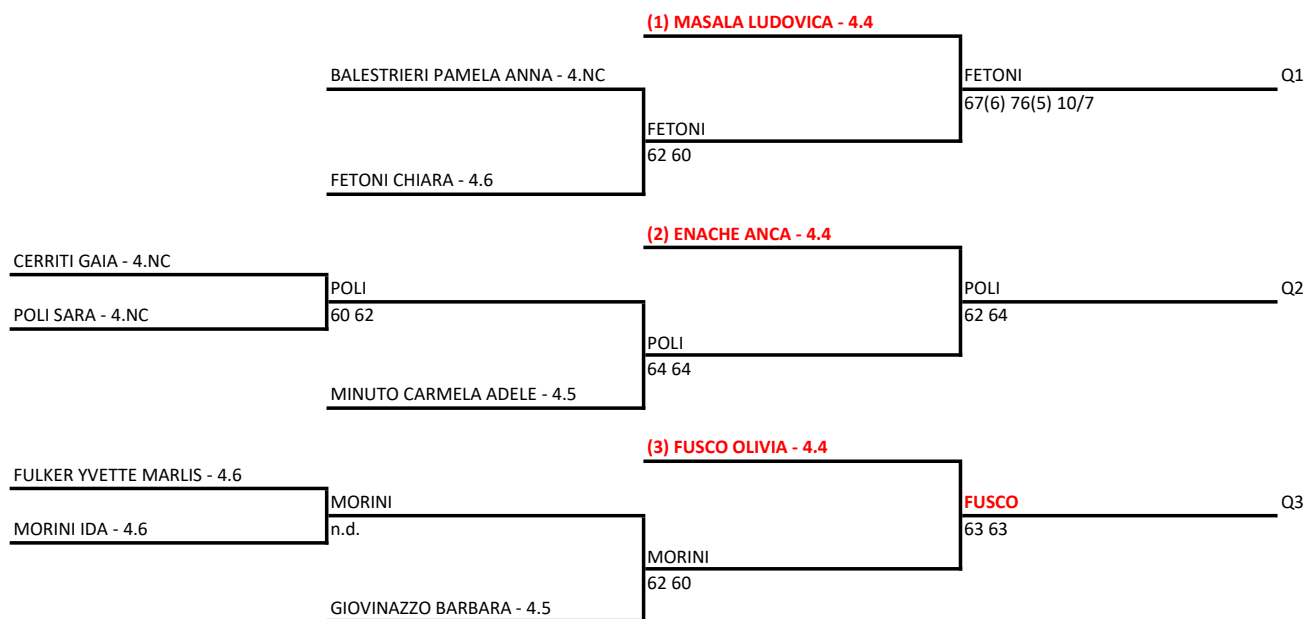 (1) MASALA LUDOVICA - 4.4
BALESTRIERI PAMELA ANNA - 4.NC
FETONI
Q1
67(6) 76(5) 10/7
FETONI
62 60
FETONI CHIARA - 4.6
(2) ENACHE ANCA - 4.4
CERRITI GAIA - 4.NC
POLI
POLI
Q2
POLI SARA - 4.NC
60 62
62 64
POLI
64 64
MINUTO CARMELA ADELE - 4.5
(3) FUSCO OLIVIA - 4.4
FULKER YVETTE MARLIS - 4.6
MORINI
FUSCO
Q3
MORINI IDA - 4.6
n.d.
63 63
MORINI
62 60
GIOVINAZZO BARBARA - 4.5